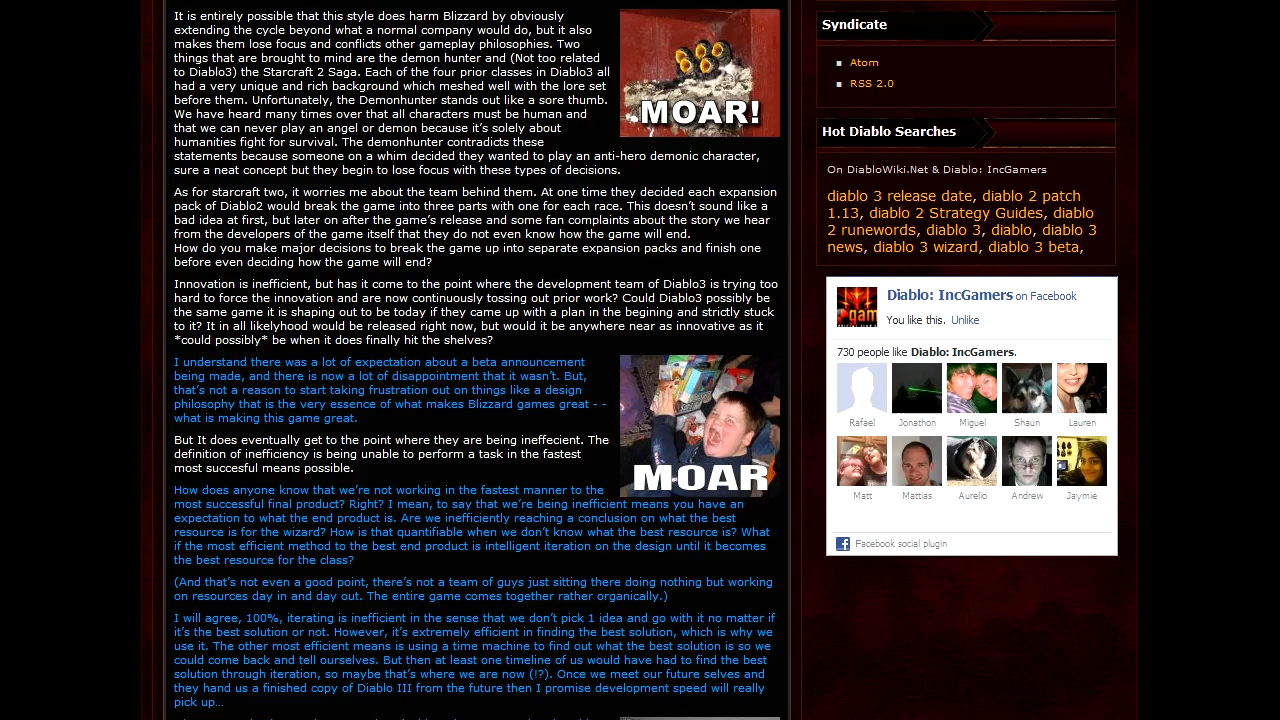 It is entirely possible that this style does harm Blizzard by obviously
extending the cycle beyond what a normal company would do, but it also
makes them lose focus and conflicts other gameplay philosophies. Two
things that are brought to mind are the demon hunter and (Not too related
to Diablo3) the Starcraft 2 Saga. Each of the four prior classes in Diablo3 all
had a very unique and rich background which meshed well with the lore set
before them. Unfortunately, the Demonhunter stands out like a sore thumb.
We have heard many times over that all characters must be human and
that we can never play an angel or demon because it's solely about
humanities fight for survival. The demonhunter contradicts these
statements because someone on a whim decided they wanted to play an anti-hero demonic character,
sure a neat concept but they begin to lose focus with these types of decisions.
MOAR!
As for starcraft two, it worries me about the team behind them. At one time they decided each expansion
pack of Diablo2 would break the game into three parts with one for each race. This doesn't sound like a
bad idea at first, but later on after the game's release and some fan complaints about the story we hear
from the developers of the game itself that they do not even know how the game will end.
How do you make major decisions to break the game up into separate expansion packs and finish one
before even deciding how the game will end?
Innovation is inefficient, but has it come to the point where the development team of Diablo3 is trying too
hard to force the innovation and are now continuously tossing out prior work? Could Diablo3 possibly be
the same game it is shaping out to be today if they came up with a plan in the begining and strictly stuck
to it? It in all likelyhood would be released right now, but would it be anywhere near as innovative as it
*could possibly* be when it does finally hit the shelves?
I understand there was a lot of expectation about a beta announcement
being made, and there is now a lot of disappointment that it wasn't. But,
that's not a reason to start taking frustration out on things like a design
philosophy that is the very essence of what makes Blizzard games great - -
what is making this game great.
But It does eventually get to the point where they are being ineffecient. The
definition of inefficiency is being unable to perform a task in the fastest
most succesful means possible.
MOAR
How does anyone know that we're not working in the fastest manner to the
most successful final product? Right? I mean, to say that we're being inefficient means you have an
expectation to what the end product is. Are we inefficiently reaching a conclusion on what the best
resource is for the wizard? How is that quantifiable when we don't know what the best resource is? What
if the most efficient method to the best end product is intelligent iteration on the design until it becomes
the best resource for the class?
(And that's not even a good point, there's not a team of guys just sitting there doing nothing but working
on resources day in and day out. The entire game comes together rather organically.)
I will agree, 100%, iterating is inefficient in the sense that we don't pick 1 idea and go with it no matter if
it's the best solution or not. However, it's extremely efficient in finding the best solution, which is why we
use it. The other most efficient means is using a time machine to find out what the best solution is so we
could come back and tell ourselves. But then at least one timeline of us would have had to find the best
solution through iteration, so maybe that's where we are now (!?). Once we meet our future selves and
they hand us a finished copy of Diablo III from the future then I promise development speed will really
pick up...
Syndicate
Atom
RSS 2.0
Hot Diablo Searches
On DiabloWiki.Net & Diablo: IncGamers
diablo 3 release date, diablo 2 patch
1.13, diablo 2 Strategy Guides, diablo
2 runewords, diablo 3, diablo, diablo 3
news, diablo 3 wizard, diablo 3 beta,
gam
Diablo: IncGamers on Facebook
You like this. Unlike
730 people like Diablo: IncGamers.
Rafael Jonathon Miguel Shaun Lauren
Matt Mattias Aurelio Andrew Jaymie
Facebook social plugin